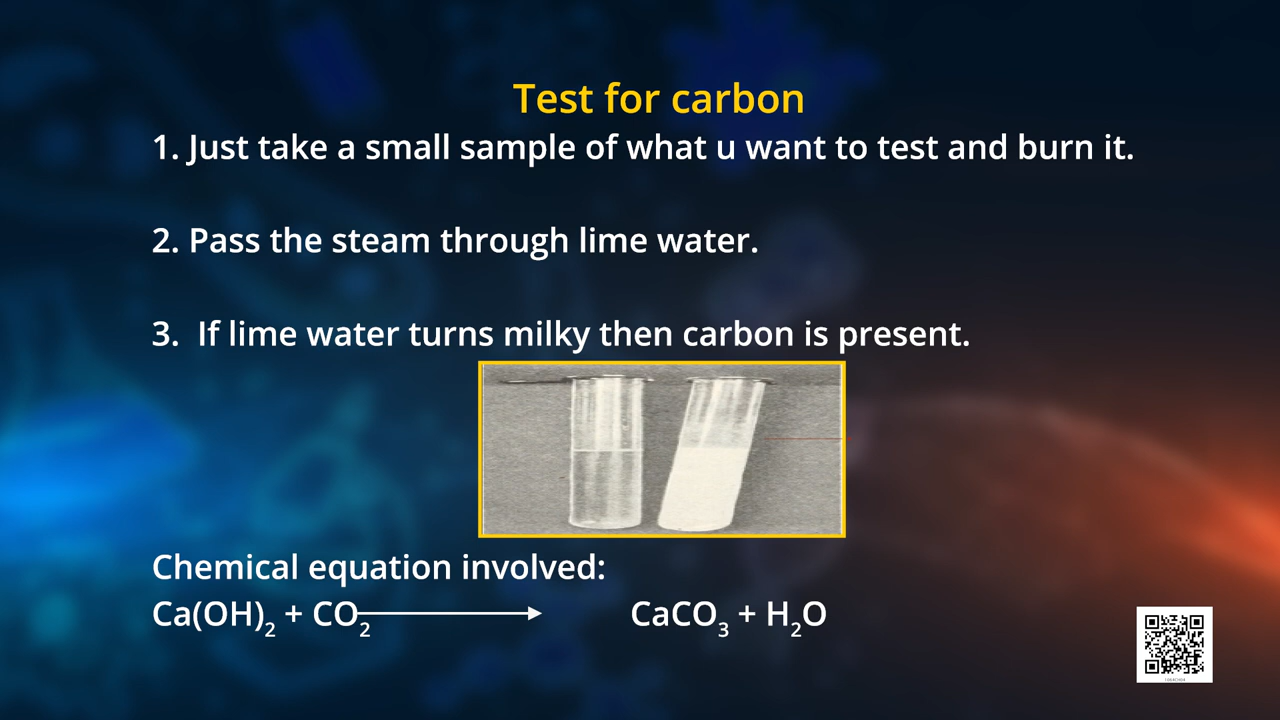 Test for carbon
1. Just take a small sample of what u want to test and burn it.
2. Pass the steam through lime water.
3. If lime water turns milky then carbon is present.
Chemical equation involved:
Ca(OH)₂ + CO₂ ⟶ CaCO₃ + H₂O